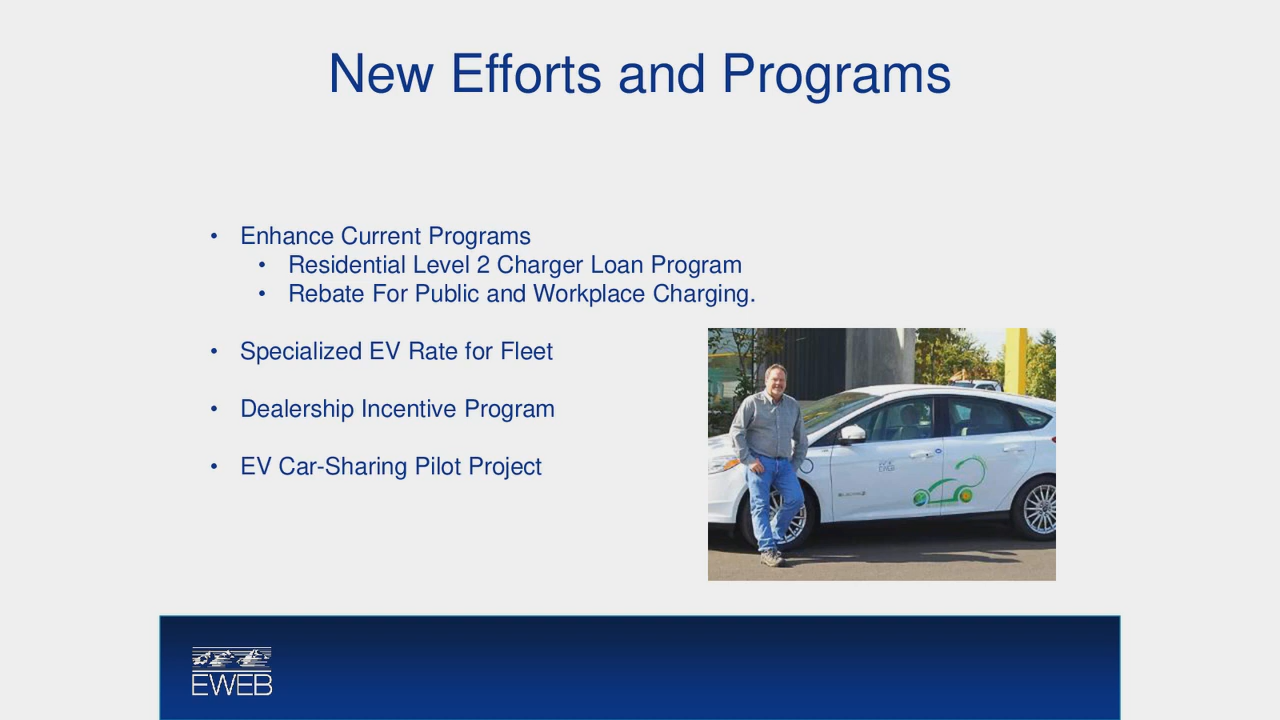 New Efforts and Programs
• Enhance Current Programs
• Residential Level 2 Charger Loan Program
• Rebate For Public and Workplace Charging.
• Specialized EV Rate for Fleet
• Dealership Incentive Program
• EV Car-Sharing Pilot Project
EWEB
EWEB